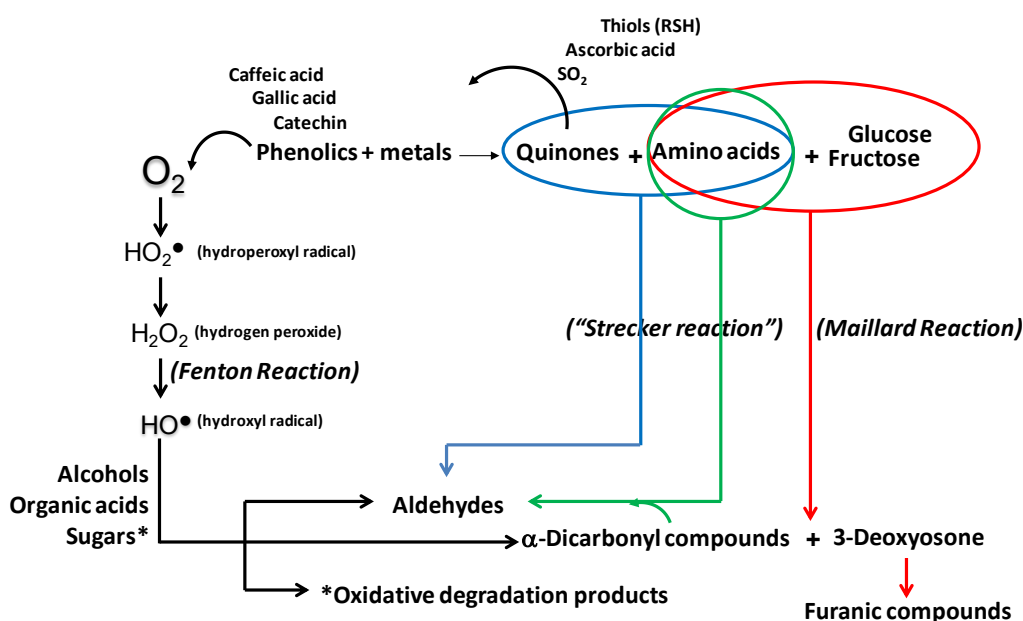 Thiols (RSH)
Ascorbic acid
SO₂
Caffeic acid
Gallic acid
Catechin
Phenolics + metals
Quinones + Amino acids + Glucose
Fructose
O₂
HO₂• (hydroperoxyl radical)
H₂O₂ (hydrogen peroxide)
("Strecker reaction")
(Maillard Reaction)
(Fenton Reaction)
HO• (hydroxyl radical)
Alcohols
Organic acids
Sugars*
Aldehydes
α-Dicarbonyl compounds + 3-Deoxyosone
*Oxidative degradation products
Furanic compounds